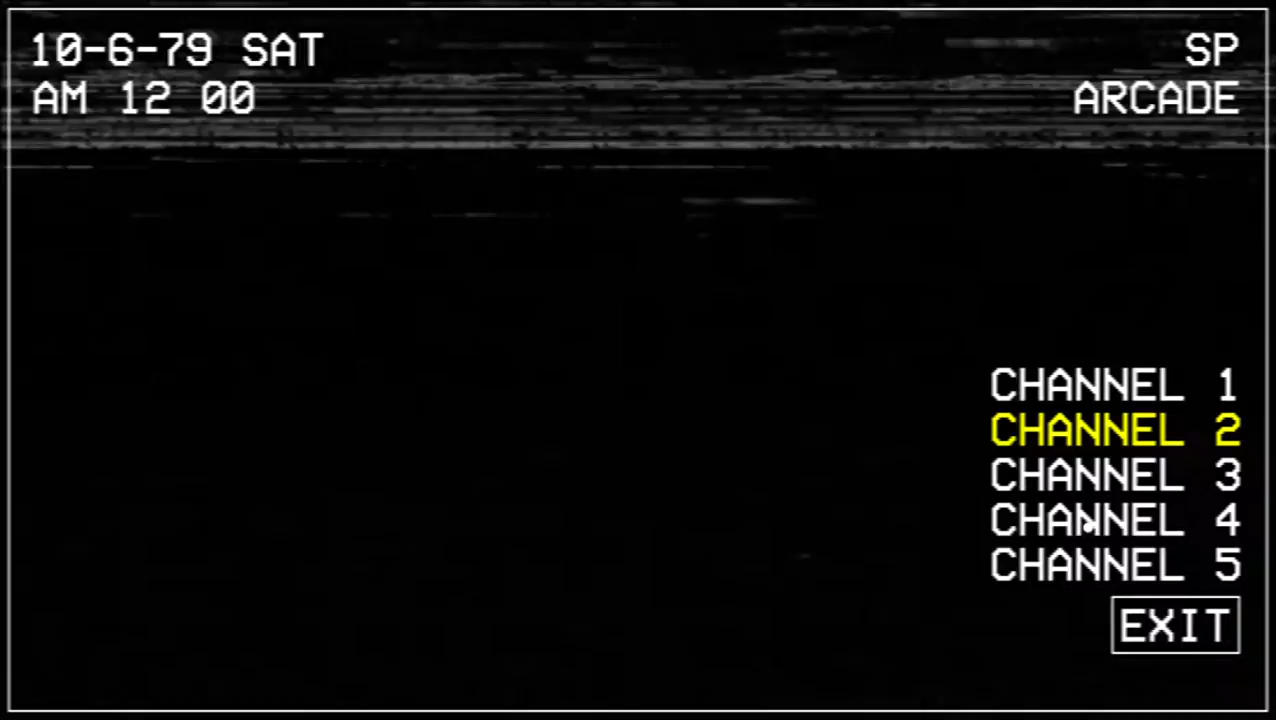 10-6-79 SAT
AM 12 00
SP
ARCADE
CHANNEL 1
CHANNEL 2
CHANNEL 3
CHANNEL 4
CHANNEL 5
EXIT